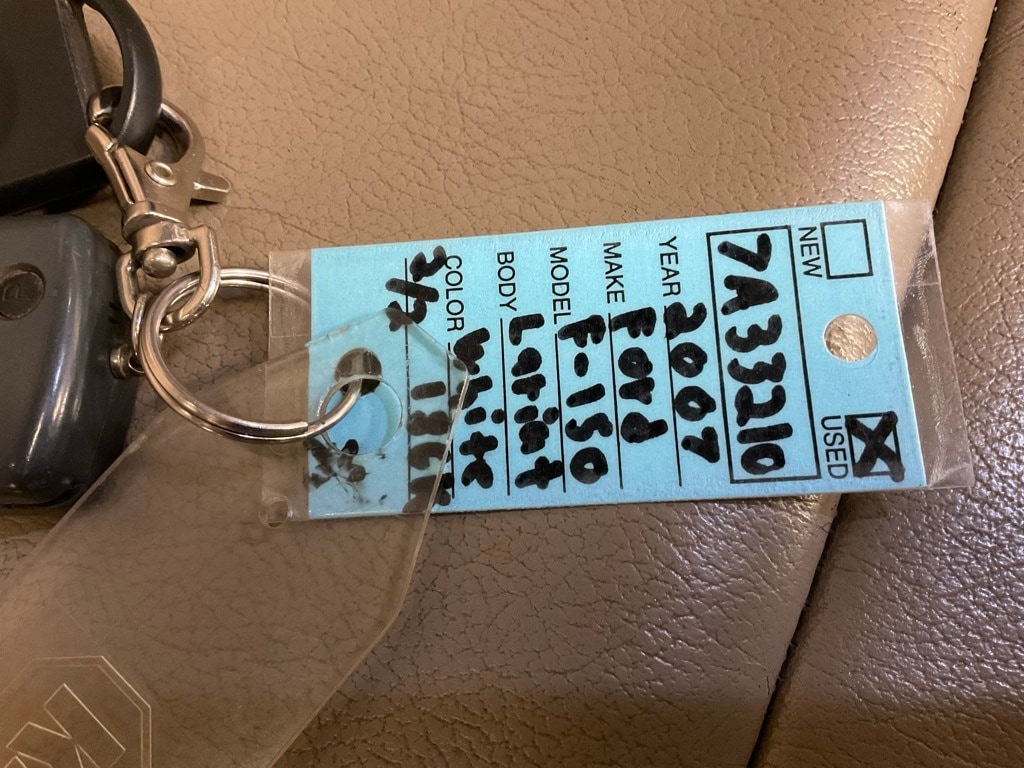 NEW USED
7A33210
YEAR 2007
MAKE Ford
MODEL F-150
BODY Lariat
COLOR White